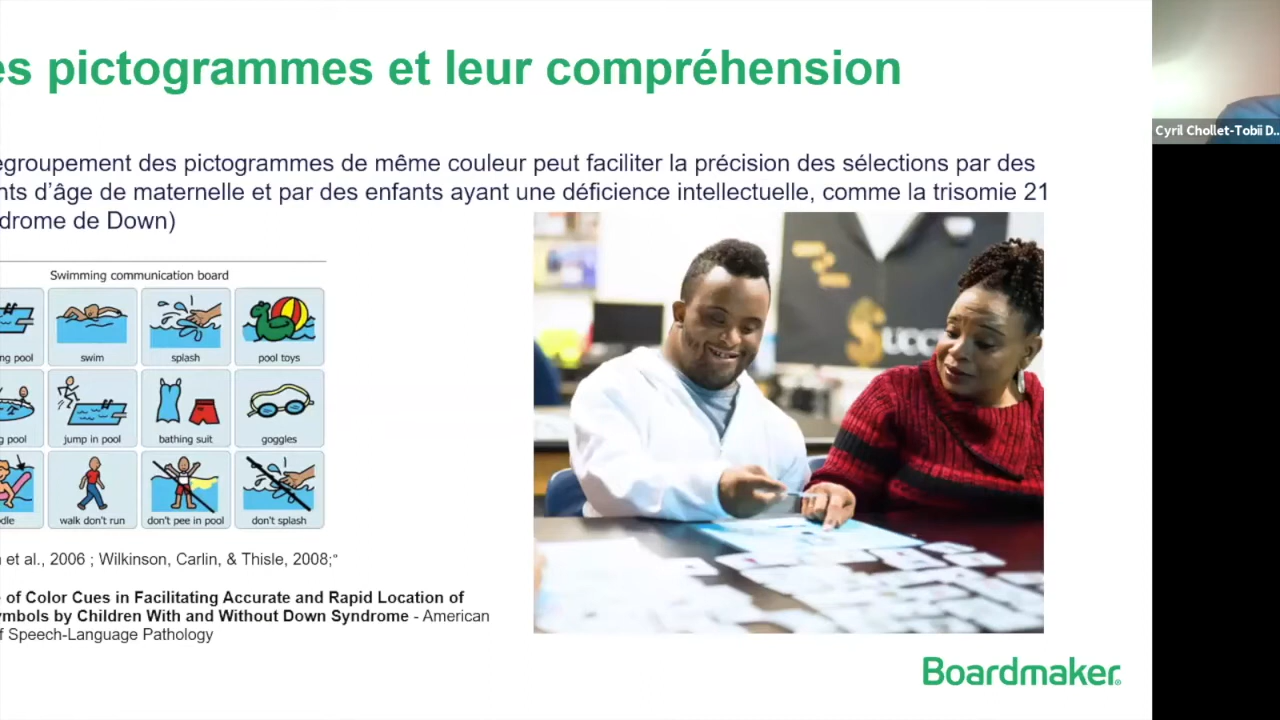 es pictogrammes et leur compréhension
Cyril Chollet-Tobii D...
egroupement des pictogrammes de même couleur peut faciliter la précision des sélections par des
nts d’âge de maternelle et par des enfants ayant une déficience intellectuelle, comme la trisomie 21
drome de Down)
Swimming communication board
ng pool swim splash pool toys
g pool jump in pool bathing suit goggles
dle walk don't run don't pee in pool don't splash
et al., 2006 ; Wilkinson, Carlin, & Thisle, 2008;"
of Color Cues in Facilitating Accurate and Rapid Location of
ymbols by Children With and Without Down Syndrome - American
f Speech-Language Pathology
Boardmaker